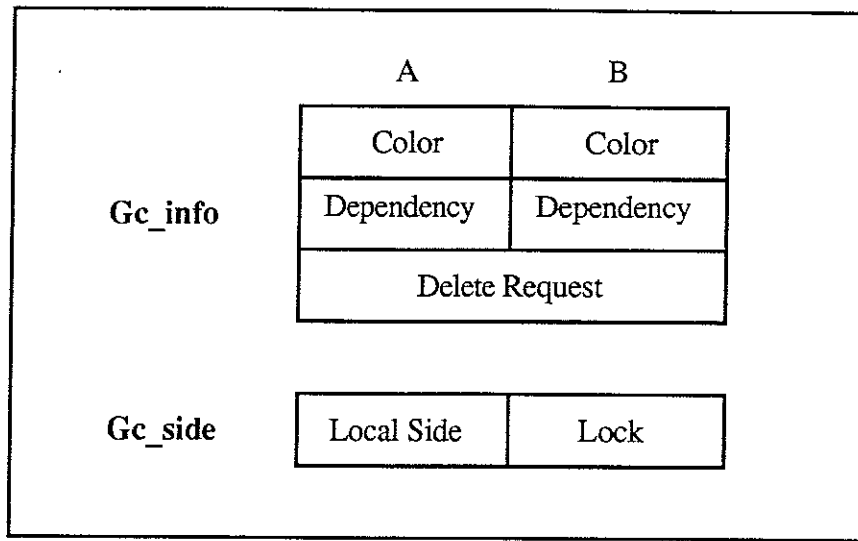 A B
Color Color
Gc_info Dependency Dependency
Delete Request
Gc_side Local Side Lock